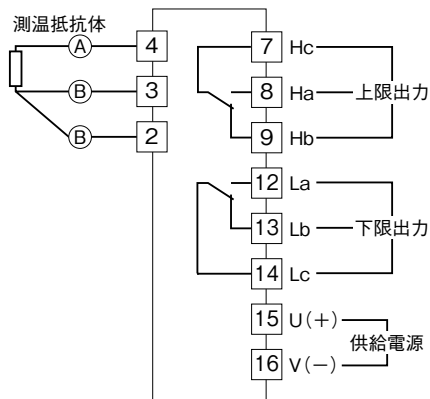 測温抵抗体
A 4
B 3
B 2
7 Hc
8 Ha 上限出力
9 Hb
12 La
13 Lb 下限出力
14 Lc
15 U(+)
供給電源
16 V(−)